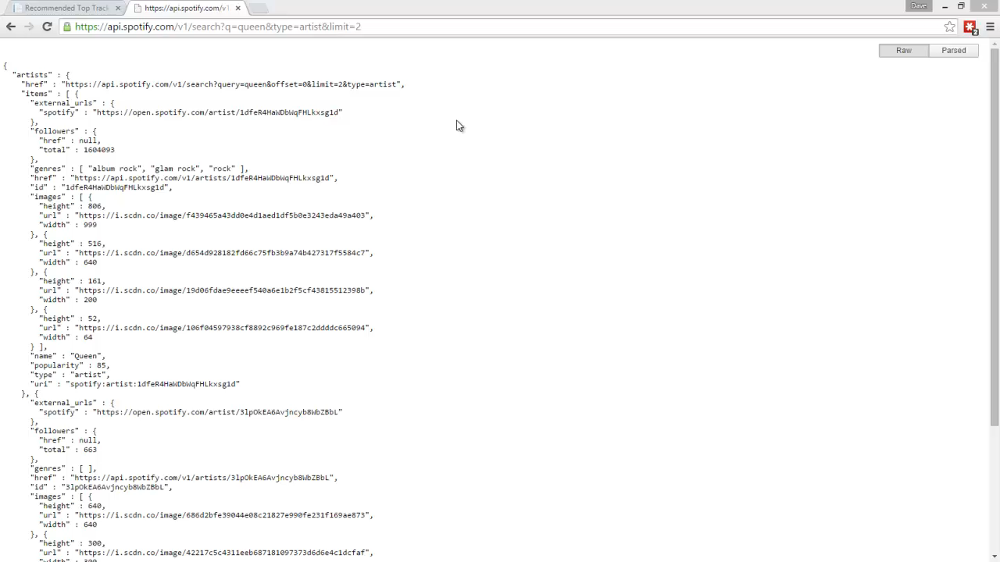 Recommended Top Track
https://api.spotify.com/v1
Dave
https://api.spotify.com/v1/search?q=queen&type=artist&limit=2
2
Raw
Parsed
{
"artists" : {
"href" : "https://api.spotify.com/v1/search?query=queen&offset=0&limit=2&type=artist",
"items" : [ {
"external_urls" : {
"spotify" : "https://open.spotify.com/artist/1dfeR4HaWDbWqFHLkxsg1d"
},
"followers" : {
"href" : null,
"total" : 1604093
},
"genres" : [ "album rock", "glam rock", "rock" ],
"href" : "https://api.spotify.com/v1/artists/1dfeR4HaWDbWqFHLkxsg1d",
"id" : "1dfeR4HaWDbWqFHLkxsg1d",
"images" : [ {
"height" : 806,
"url" : "https://i.scdn.co/image/f439465a43dd0e4d1aed1df5b0e3243eda49a403",
"width" : 999
}, {
"height" : 516,
"url" : "https://i.scdn.co/image/d654d928182fd66c75fb3b9a74b427317f5584c7",
"width" : 640
}, {
"height" : 161,
"url" : "https://i.scdn.co/image/19d06fdae9eeeef540a6e1b2f5cf43815512398b",
"width" : 200
}, {
"height" : 52,
"url" : "https://i.scdn.co/image/106f04597938cf8892c969fe187c2ddddc665094",
"width" : 64
} ],
"name" : "Queen",
"popularity" : 85,
"type" : "artist",
"uri" : "spotify:artist:1dfeR4HaWDbWqFHLkxsg1d"
}, {
"external_urls" : {
"spotify" : "https://open.spotify.com/artist/3lpOkEA6Avjncyb8WbZBbL"
},
"followers" : {
"href" : null,
"total" : 663
},
"genres" : [ ],
"href" : "https://api.spotify.com/v1/artists/3lpOkEA6Avjncyb8WbZBbL",
"id" : "3lpOkEA6Avjncyb8WbZBbL",
"images" : [ {
"height" : 640,
"url" : "https://i.scdn.co/image/686d2bfe39044e08c21827e990fe231f169ae873",
"width" : 640
}, {
"height" : 300,
"url" : "https://i.scdn.co/image/42217c5c4311eeb687181097373d6d6e4c1dcfaf",
"width" : 300